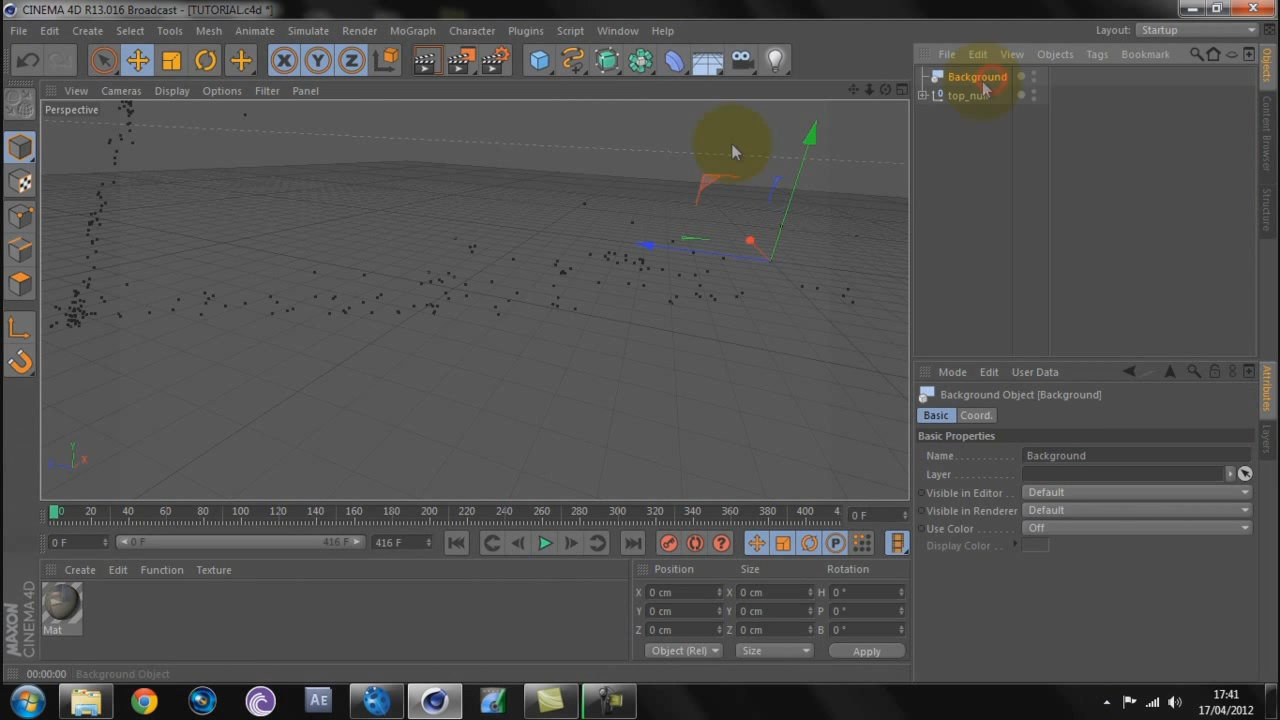 CINEMA 4D R13.016 Broadcast - [TUTORIAL.c4d *]
File Edit Mesh Create Select Tools Mesh Animate Simulate Render MoGraph Character Plugins Script Window Help Layout: Startup
X Y Z
File Edit View Objects Tags Bookmark
Background
View Cameras Display Options Filter Panel
Perspective
Objects
Content Browser
Structure
Mode Edit User Data
Background Object [Background]
Basic Coord.
Basic Properties
Name Background
Layer
Visible in Editor Default
Visible in Renderer Default
Use Color Off
Display Color
Attributes
Layers
0 20 40 60 80 100 120 140 160 180 200 220 240 260 280 300 320 340 360 380 400 4 0 F
0 F 0 F 416 F 416 F
Create Edit Function Texture
Mat
Position Size Rotation
X 0 cm X 0 cm H 0 °
Y 0 cm Y 0 cm P 0 °
Z 0 cm Z 0 cm B 0 °
Object (Rel) Size Apply
MAXON CINEMA 4D
00:00:00 Background Object
AE
17:41
17/04/2012